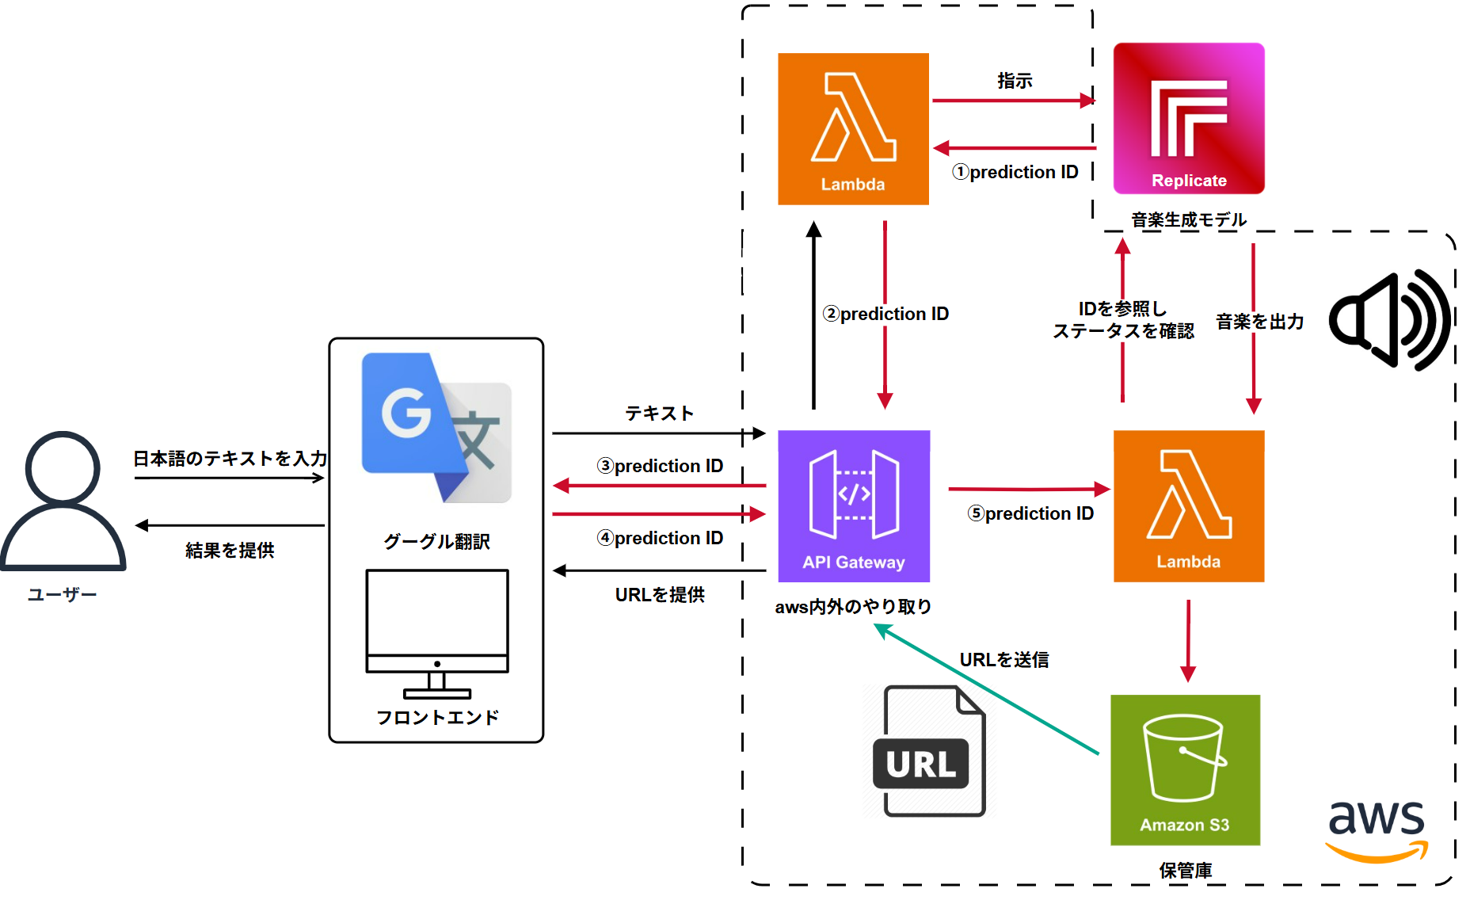 Lambda
指示
①prediction ID
Replicate
音楽生成モデル
②prediction ID
IDを参照し
ステータスを確認
音楽を出力
日本語のテキストを入力
結果を提供
ユーザー
G
文
グーグル翻訳
フロントエンド
テキスト
③prediction ID
④prediction ID
URLを提供
</>
API Gateway
aws内外のやり取り
⑤prediction ID
Lambda
URLを送信
URL
Amazon S3
保管庫
aws